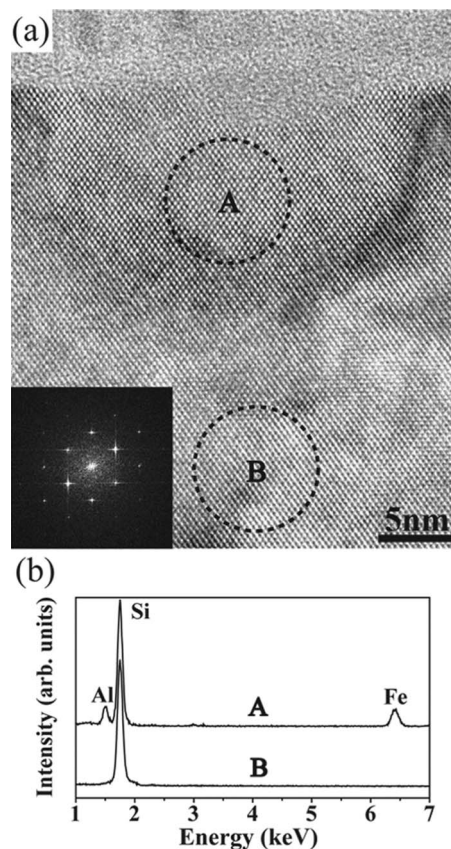 (a)
A
B
5nm
(b)
Intensity (arb. units)
Si
Al
Fe
A
B
1 2 3 4 5 6 7
Energy (keV)